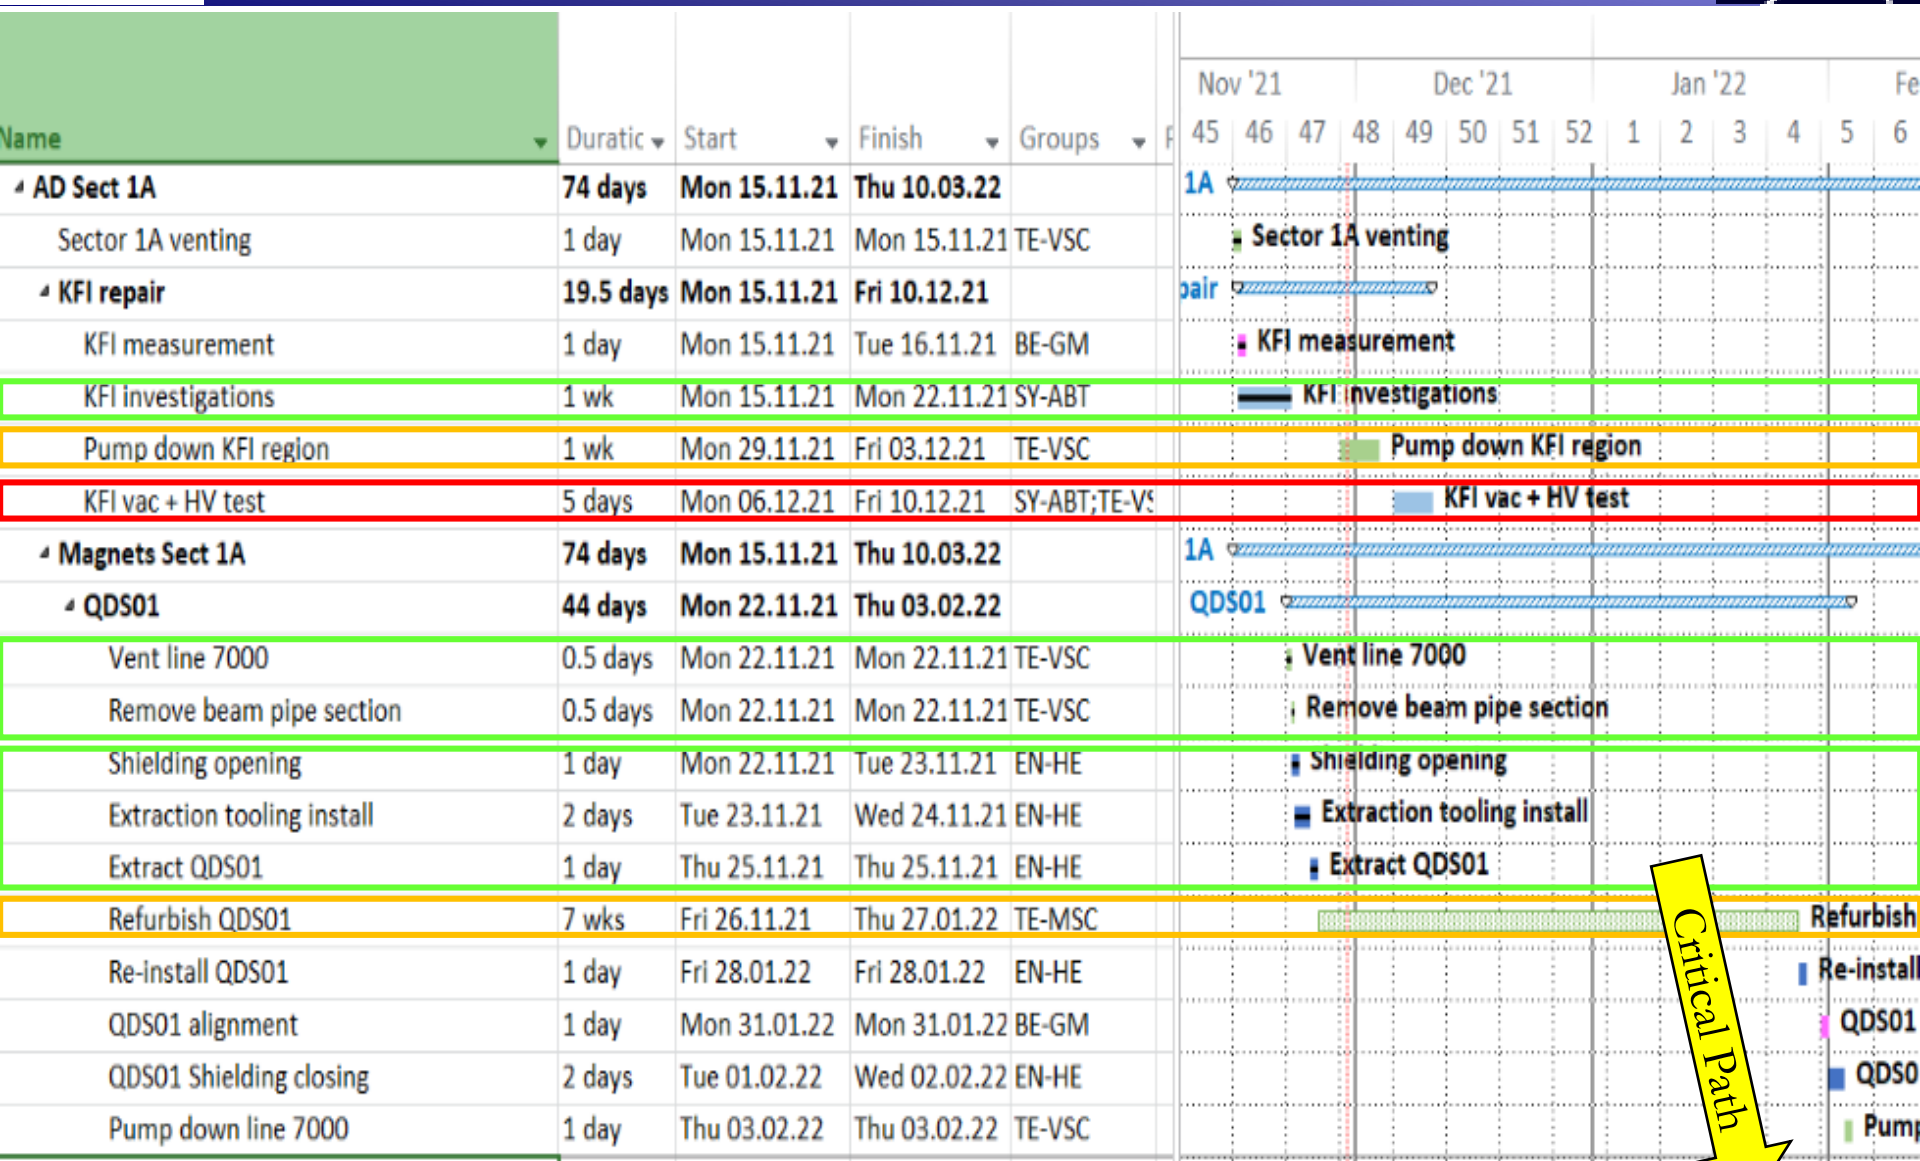 Nov '21 Dec '21 Jan '22 Fe
Name Duratic Start Finish Groups 45 46 47 48 49 50 51 52 1 2 3 4 5 6
AD Sect 1A 74 days Mon 15.11.21 Thu 10.03.22 1A
Sector 1A venting 1 day Mon 15.11.21 Mon 15.11.21 TE-VSC Sector 1A venting
KFI repair 19.5 days Mon 15.11.21 Fri 10.12.21 pair
KFI measurement 1 day Mon 15.11.21 Tue 16.11.21 BE-GM KFI measurement
KFI investigations 1 wk Mon 15.11.21 Mon 22.11.21 SY-ABT KFI investigations
Pump down KFI region 1 wk Mon 29.11.21 Fri 03.12.21 TE-VSC Pump down KFI region
KFI vac + HV test 5 days Mon 06.12.21 Fri 10.12.21 SY-ABT;TE-VS KFI vac + HV test
Magnets Sect 1A 74 days Mon 15.11.21 Thu 10.03.22 1A
QDS01 44 days Mon 22.11.21 Thu 03.02.22 QDS01
Vent line 7000 0.5 days Mon 22.11.21 Mon 22.11.21 TE-VSC Vent line 7000
Remove beam pipe section 0.5 days Mon 22.11.21 Mon 22.11.21 TE-VSC Remove beam pipe section
Shielding opening 1 day Mon 22.11.21 Tue 23.11.21 EN-HE Shielding opening
Extraction tooling install 2 days Tue 23.11.21 Wed 24.11.21 EN-HE Extraction tooling install
Extract QDS01 1 day Thu 25.11.21 Thu 25.11.21 EN-HE Extract QDS01
Refurbish QDS01 7 wks Fri 26.11.21 Thu 27.01.22 TE-MSC Refurbish
Re-install QDS01 1 day Fri 28.01.22 Fri 28.01.22 EN-HE Re-install
QDS01 alignment 1 day Mon 31.01.22 Mon 31.01.22 BE-GM QDS01
QDS01 Shielding closing 2 days Tue 01.02.22 Wed 02.02.22 EN-HE QDS0
Pump down line 7000 1 day Thu 03.02.22 Thu 03.02.22 TE-VSC Pump
Critical Path